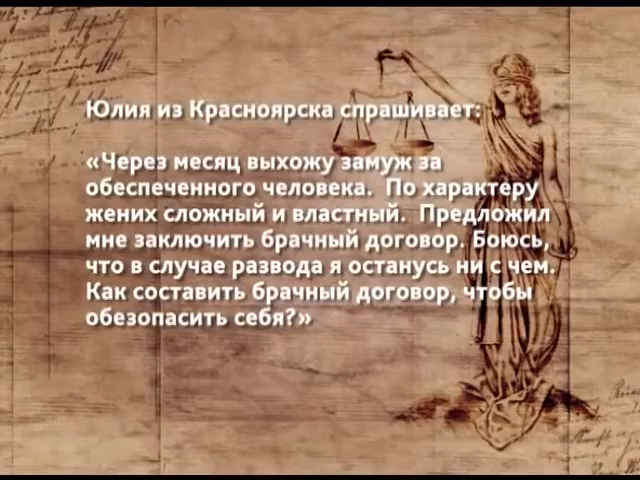 Юлия из Красноярска спрашивает:
«Через месяц выхожу замуж за
обеспеченного человека. По характеру
жених сложный и властный. Предложил
мне заключить брачный договор. Боюсь,
что в случае развода я останусь ни с чем.
Как составить брачный договор, чтобы
обезопасить себя?»